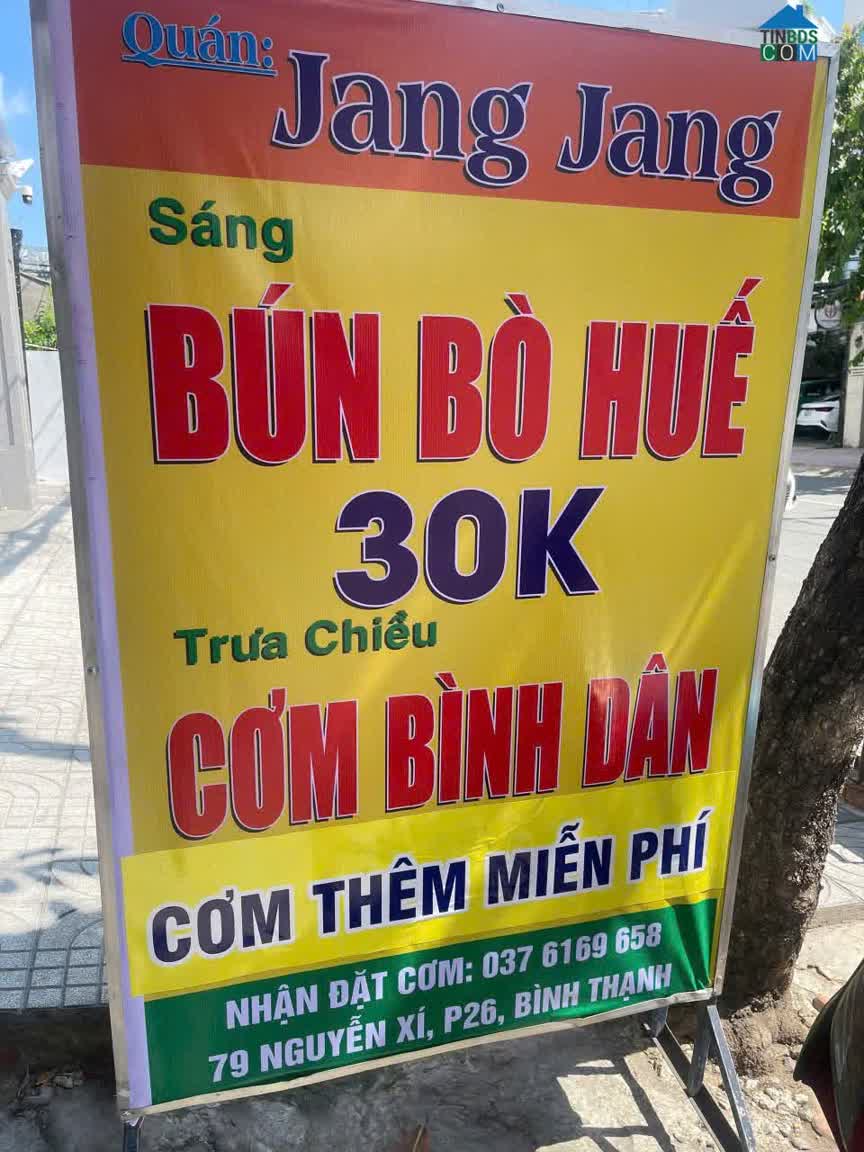 TINBDS
COM
Quán:
Jang Jang
Sáng
BÚN BÒ HUẾ
30K
Trưa Chiều
CƠM BÌNH DÂN
CƠM THÊM MIỄN PHÍ
NHẬN ĐẶT CƠM: 037 6169 658
79 NGUYỄN XÍ, P26, BÌNH THẠNH